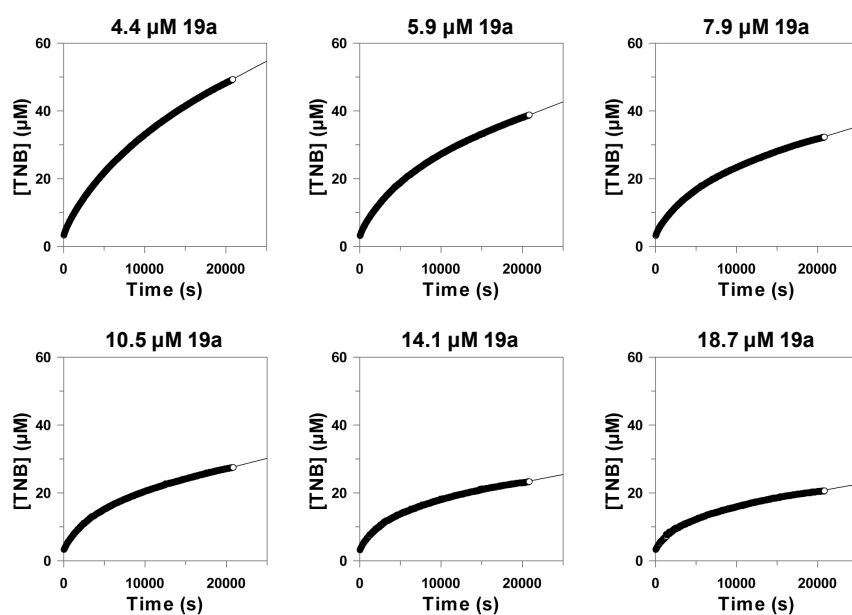 4.4 µM 19a
60
40
20
0
[TNB] (µM)
0 10000 20000
Time (s)
5.9 µM 19a
60
40
20
0
[TNB] (µM)
0 10000 20000
Time (s)
7.9 µM 19a
60
40
20
0
[TNB] (µM)
0 10000 20000
Time (s)
10.5 µM 19a
60
40
20
0
[TNB] (µM)
0 10000 20000
Time (s)
14.1 µM 19a
60
40
20
0
[TNB] (µM)
0 10000 20000
Time (s)
18.7 µM 19a
60
40
20
0
[TNB] (µM)
0 10000 20000
Time (s)